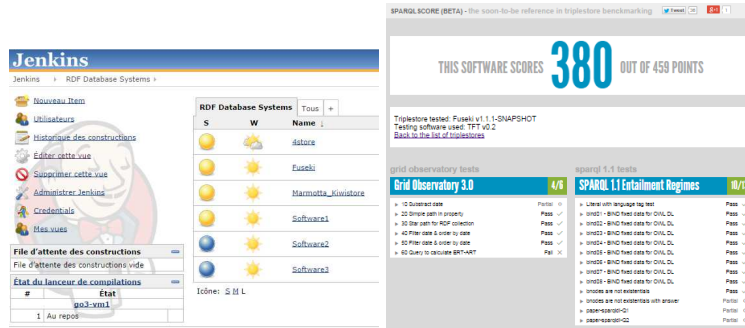 Jenkins
Jenkins › RDF Database Systems ›
Nouveau Item
Utilisateurs
Historique des constructions
Éditer cette vue
Supprimer cette vue
Administrer Jenkins
Credentials
Mes vues
File d'attente des constructions
File d'attente des constructions vide
État du lanceur de compilations
# État
go3-vm1
1 Au repos
RDF Database Systems Tous +
S W Name ↓
4store
Fuseki
Marmotta_Kiwistore
Software1
Software2
Software3
Icône: S M L
SPARQLSCORE (BETA) - the soon-to-be reference in triplestore benckmarking Tweet
THIS SOFTWARE SCORES 380 OUT OF 459 POINTS
Triplestore tested: Fuseki v1.1.1-SNAPSHOT
Testing software used: TFT v0.2
Back to the list of triplestores
grid observatory tests
Grid Observatory 3.0 4/6
10 Substract date Partial
20 Simple path in property Pass
30 Star path for RDF collection Pass
40 Filter date & order by date Pass
50 Filter date & order by date Pass
60 Query to calculate ERT-ART Fail
sparql 1.1 tests
SPARQL 1.1 Entailment Regimes
Literal with language tag test Pass
bind01 - BIND fixed data for OWL DL Pass
bind02 - BIND fixed data for OWL DL Pass
bind03 - BIND fixed data for OWL DL Pass
bind04 - BIND fixed data for OWL DL Pass
bind05 - BIND fixed data for OWL DL Pass
bind06 - BIND fixed data for OWL DL Pass
bind07 - BIND fixed data for OWL DL Pass
bind08 - BIND fixed data for OWL DL Pass
bnodes are not existentials Partial
bnodes are not existentials with answer Partial
paper-sparqldl-Q1 Pass
paper-sparqldl-Q2 Partial